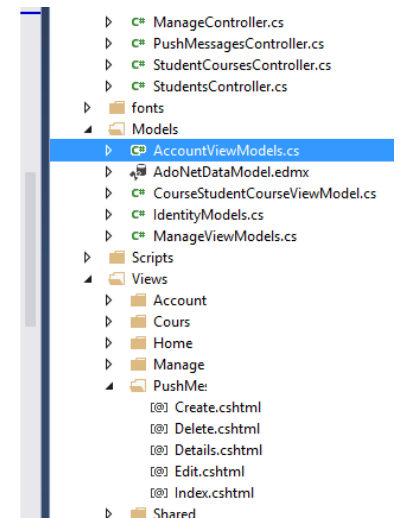 C# ManageController.cs
C# PushMessagesController.cs
C# StudentCoursesController.cs
C# StudentsController.cs
fonts
Models
C# AccountViewModels.cs
AdoNetDataModel.edmx
C# CourseStudentCourseViewModel.cs
C# IdentityModels.cs
C# ManageViewModels.cs
Scripts
Views
Account
Cours
Home
Manage
PushMe
[@] Create.cshtml
[@] Delete.cshtml
[@] Details.cshtml
[@] Edit.cshtml
[@] Index.cshtml
Shared